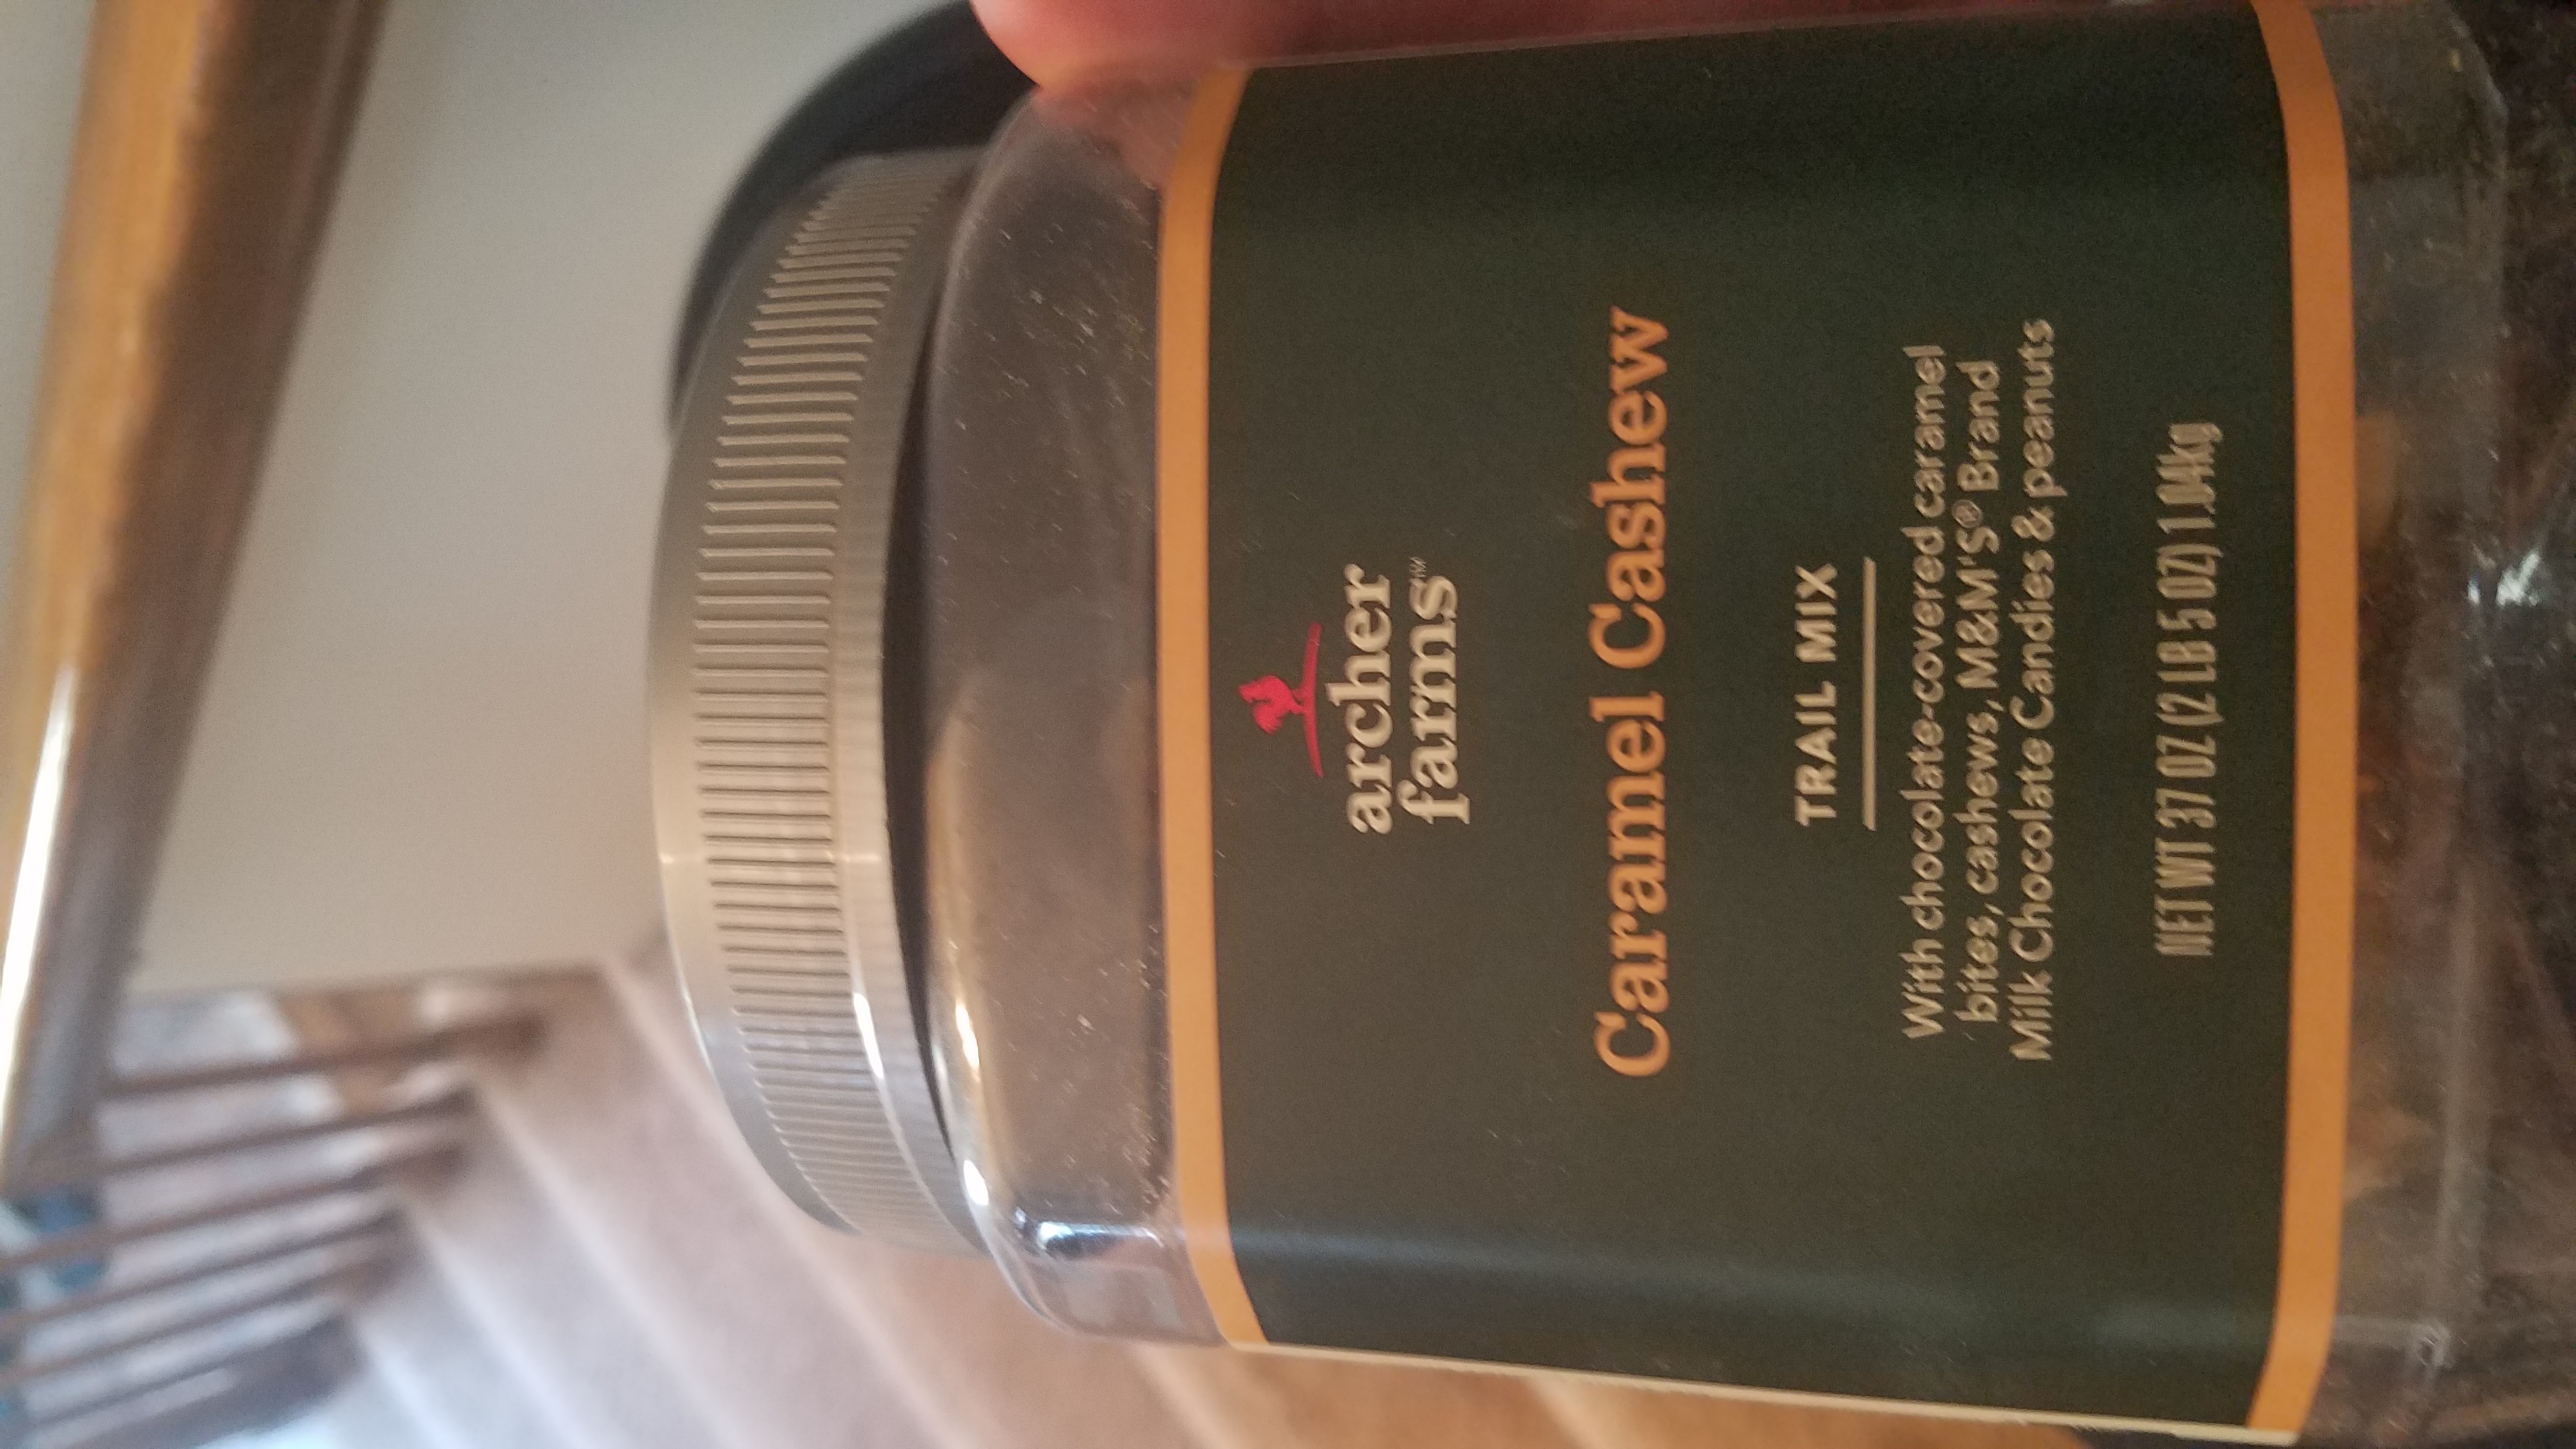 archer
farms™
Caramel Cashew
TRAIL MIX
With chocolate-covered caramel
bites, cashews, M&M'S® Brand
Milk Chocolate Candies & peanuts
NET WT 37 OZ (2 LB 5 OZ) 1.04kg